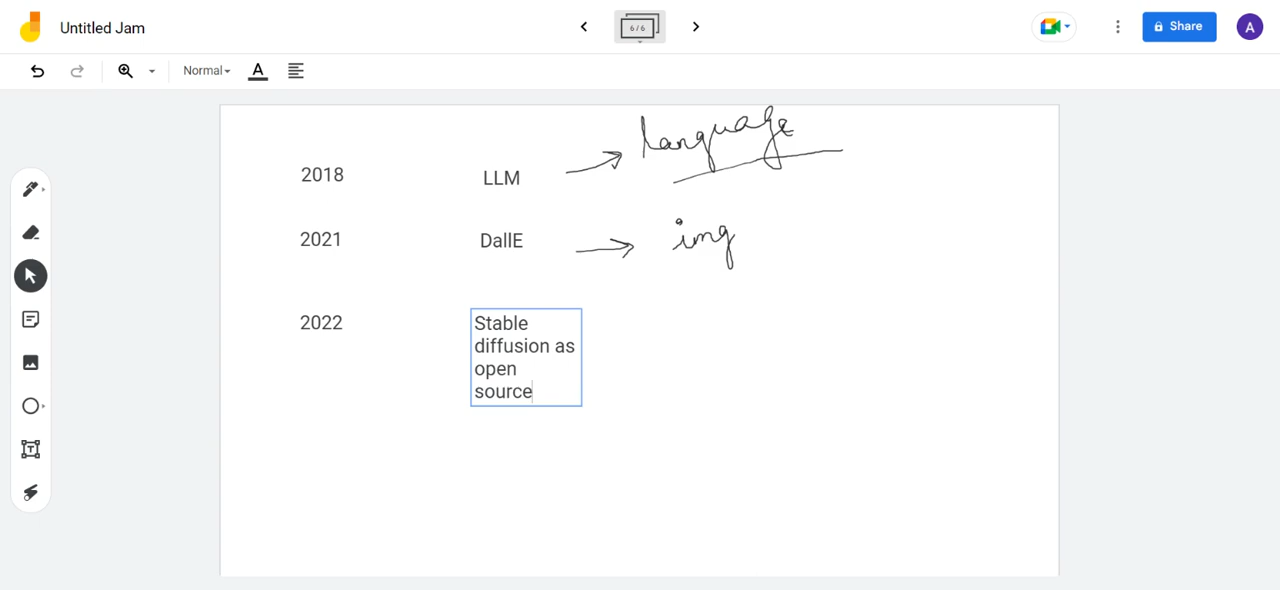 Untitled Jam
6 / 6
Share
A
Normal
A
language
2018 LLM
2021 DallE img
2022 Stable
diffusion as
open
source